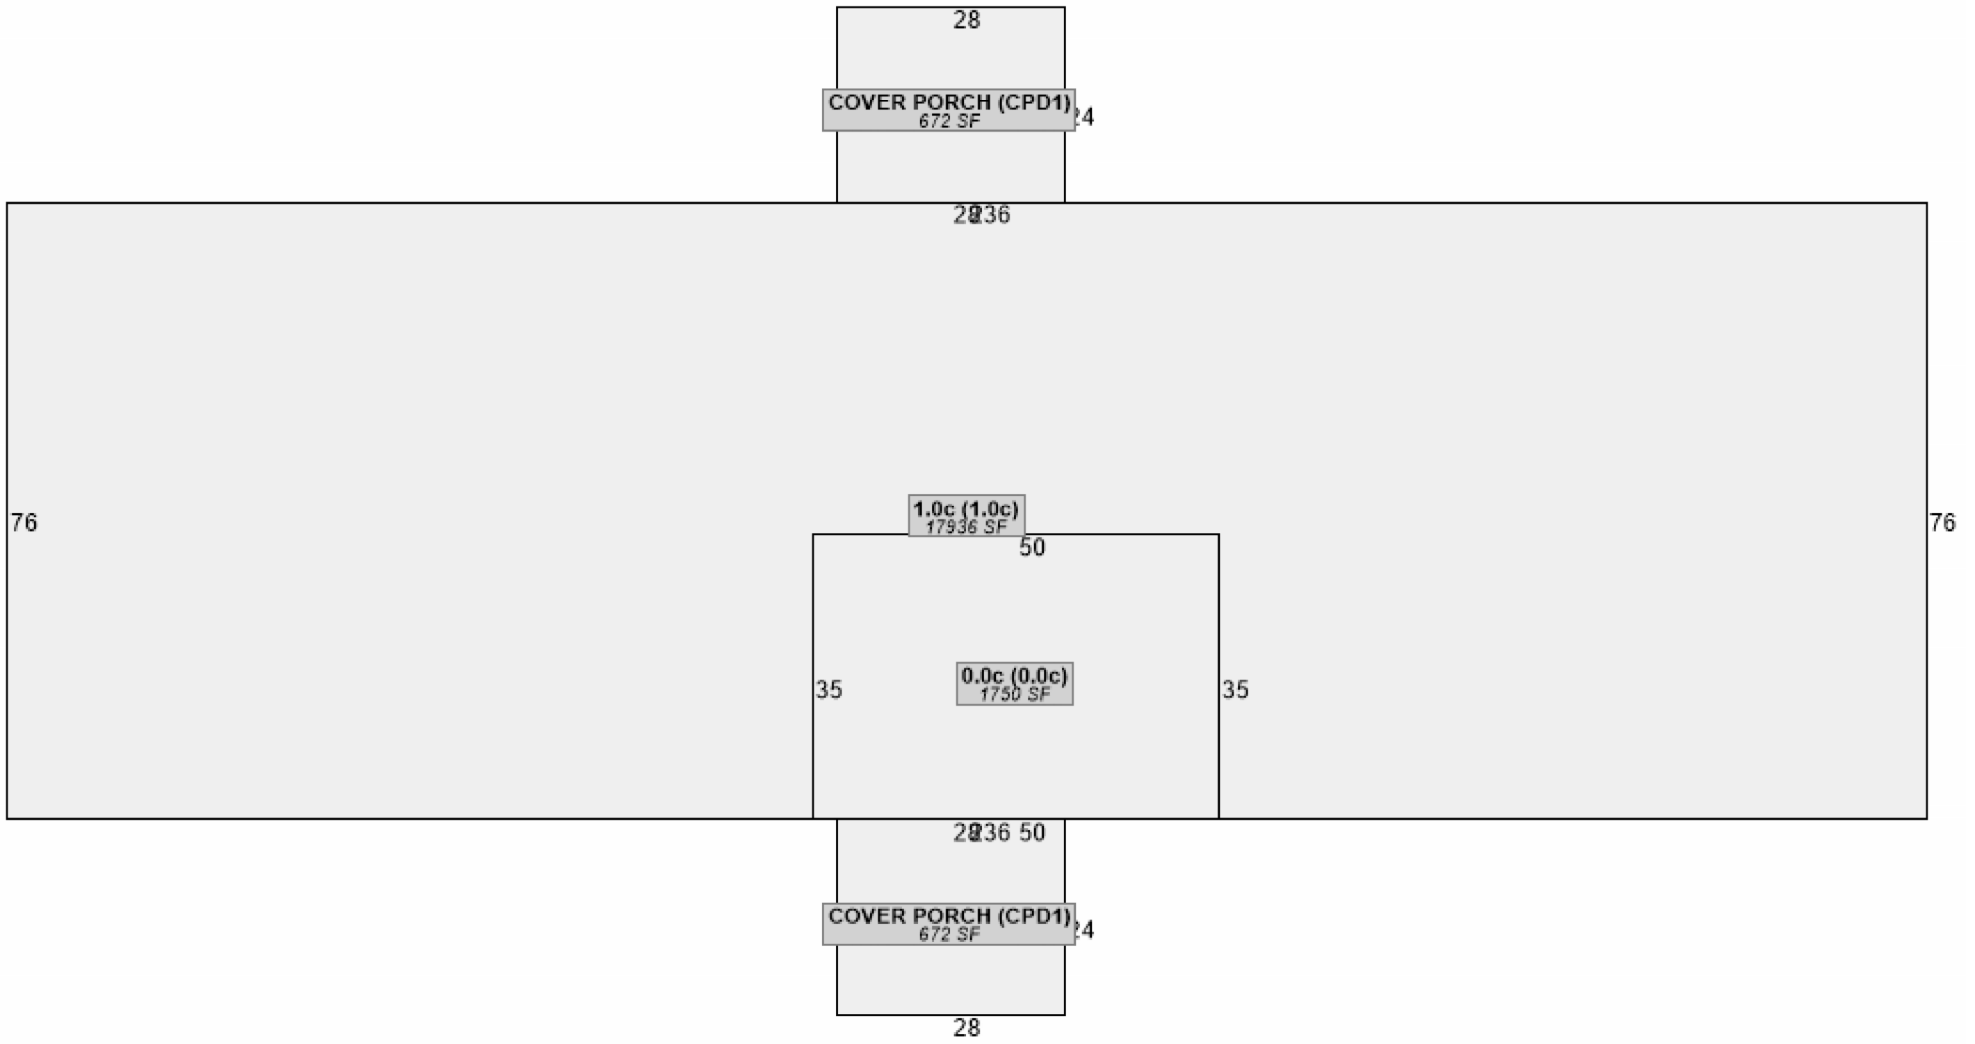 28
COVER PORCH (CPD1)
672 SF
24
28 236
76
1.0c (1.0c)
17936 SF
76
50
35
0.0c (0.0c)
1750 SF
35
28 236 50
COVER PORCH (CPD1)
672 SF
24
28